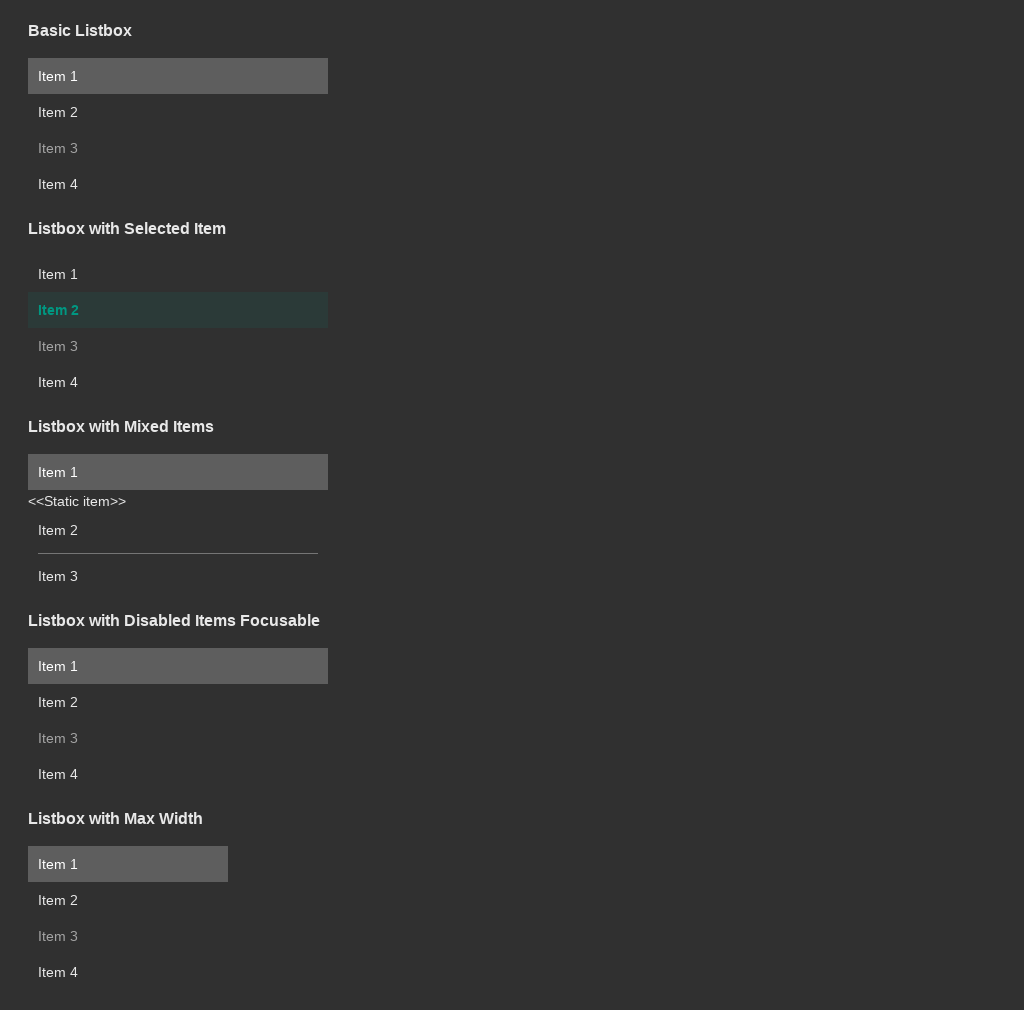 Basic Listbox
Item 1
Item 2
Item 3
Item 4
Listbox with Selected Item
Item 1
Item 2
Item 3
Item 4
Listbox with Mixed Items
Item 1
<<Static item>>
Item 2
Item 3
Listbox with Disabled Items Focusable
Item 1
Item 2
Item 3
Item 4
Listbox with Max Width
Item 1
Item 2
Item 3
Item 4